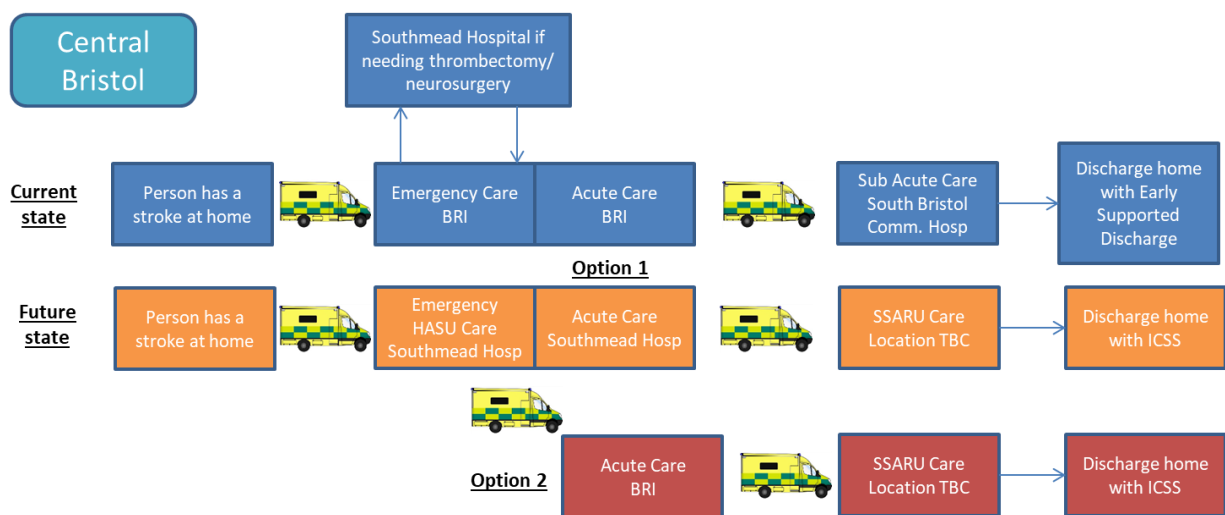 Central
Bristol
Southmead Hospital if
needing thrombectomy/
neurosurgery
Current
state
Person has a
stroke at home
Emergency Care
BRI
Acute Care
BRI
Sub Acute Care
South Bristol
Comm. Hosp
Discharge home
with Early
Supported
Discharge
Option 1
Future
state
Person has a
stroke at home
Emergency
HASU Care
Southmead Hosp
Acute Care
Southmead Hosp
SSARU Care
Location TBC
Discharge home
with ICSS
Option 2
Acute Care
BRI
SSARU Care
Location TBC
Discharge home
with ICSS